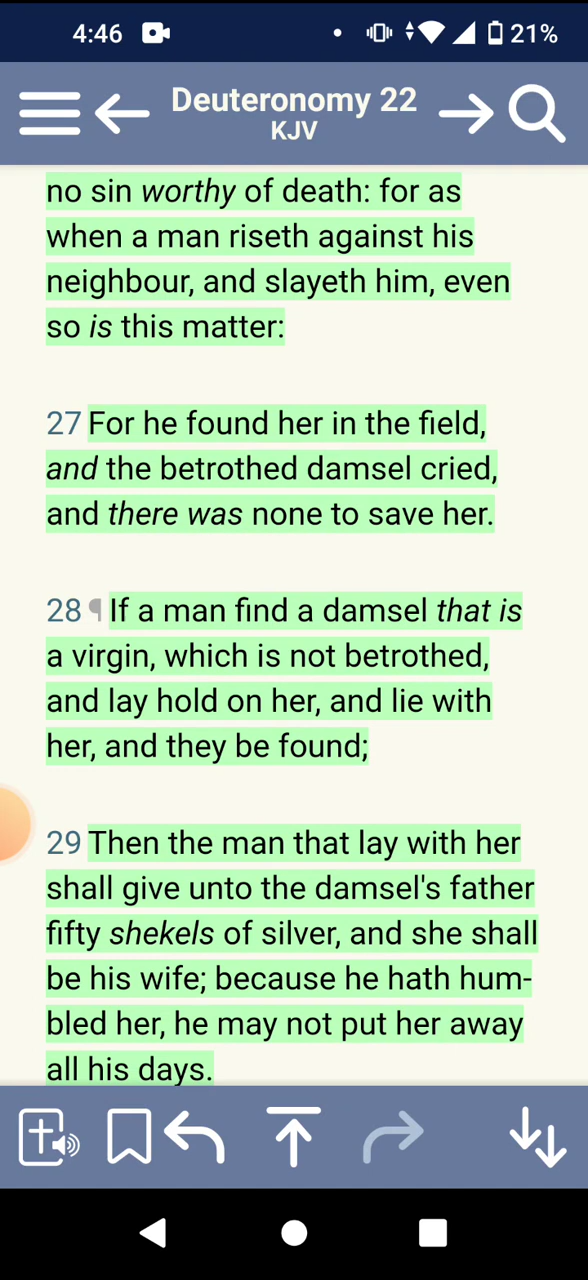 4:46 21%
Deuteronomy 22
KJV
no sin worthy of death: for as
when a man riseth against his
neighbour, and slayeth him, even
so is this matter:
27 For he found her in the field,
and the betrothed damsel cried,
and there was none to save her.
28 ¶ If a man find a damsel that is
a virgin, which is not betrothed,
and lay hold on her, and lie with
her, and they be found;
29 Then the man that lay with her
shall give unto the damsel's father
fifty shekels of silver, and she shall
be his wife; because he hath hum-
bled her, he may not put her away
all his days.